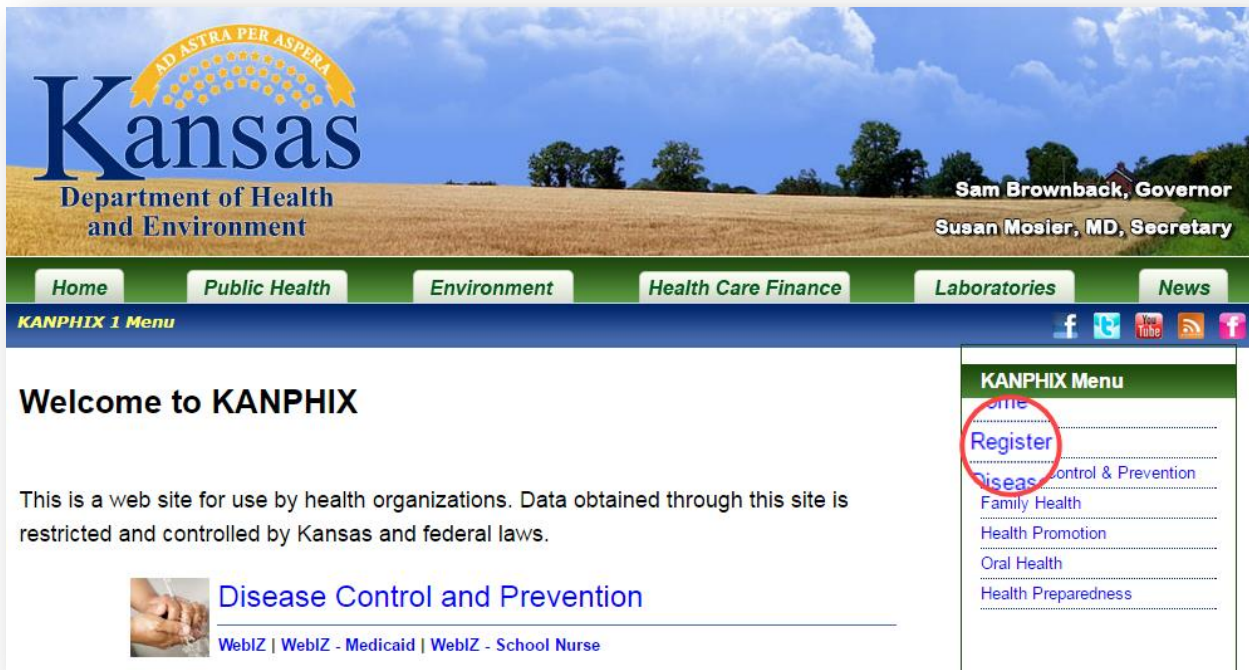 AD ASTRA PER ASPERA
Kansas
Department of Health
and Environment
Sam Brownback, Governor
Susan Mosier, MD, Secretary
Home Public Health Environment Health Care Finance Laboratories News
KANPHIX 1 Menu
f You Tube f
Welcome to KANPHIX
This is a web site for use by health organizations. Data obtained through this site is
restricted and controlled by Kansas and federal laws.
Disease Control and Prevention
WebIZ | WebIZ - Medicaid | WebIZ - School Nurse
KANPHIX Menu
Home
Register
Disease Control & Prevention
Family Health
Health Promotion
Oral Health
Health Preparedness